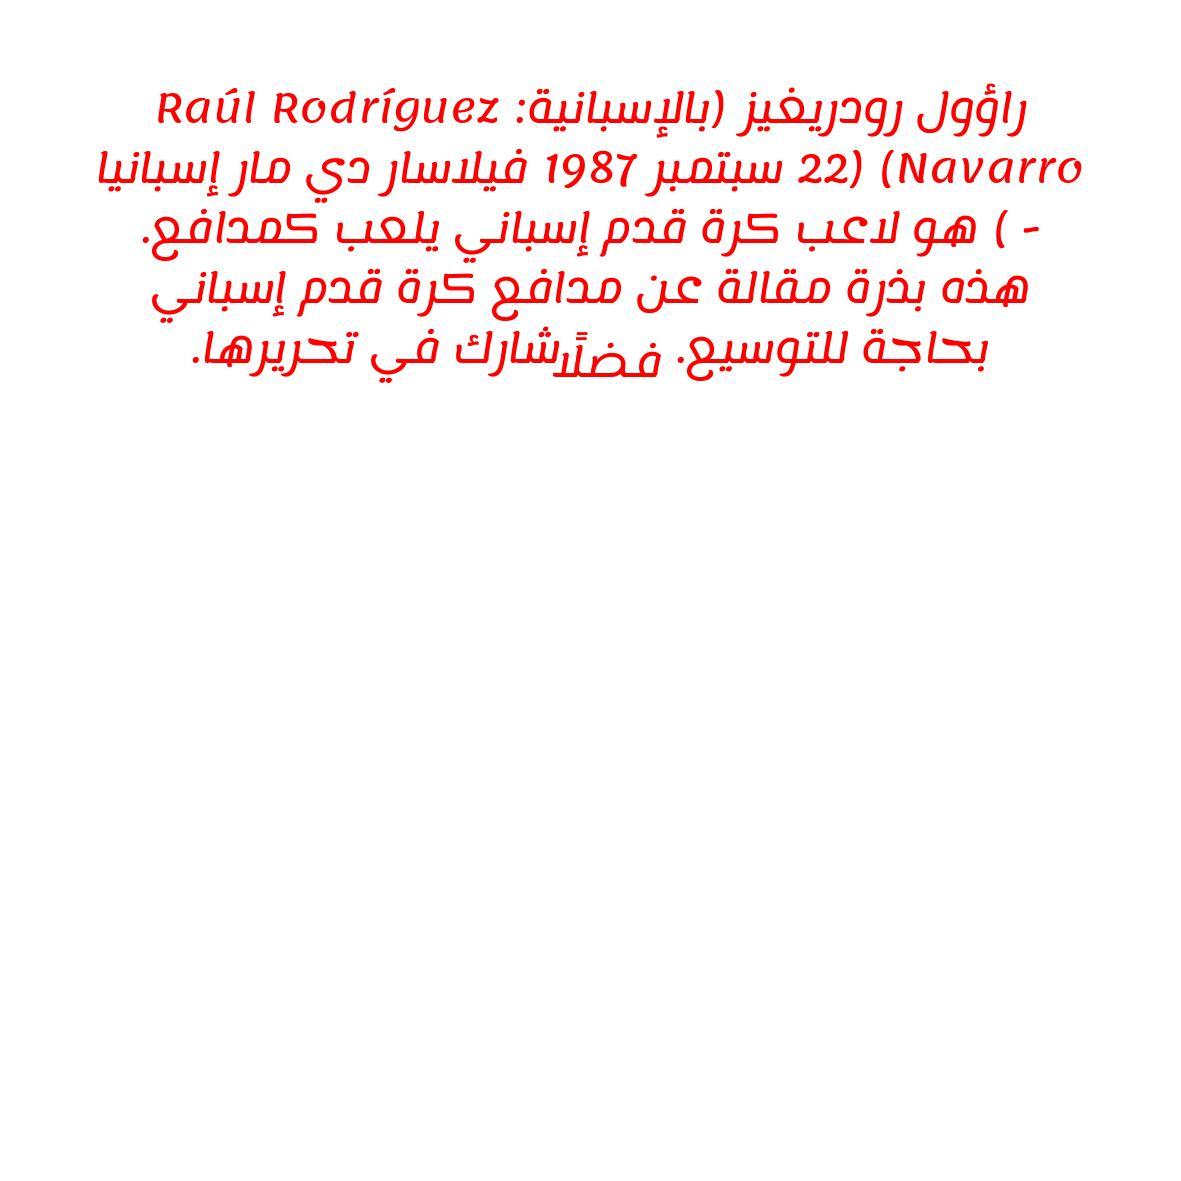 راؤول رودريغيز (بالإسبانية: Raúl Rodríguez
Navarro) (22 سبتمبر 1987 فيلاسار دي مار إسبانيا
- ) هو لاعب كرة قدم إسباني يلعب كمدافع.
هذه بذرة مقالة عن مدافع كرة قدم إسباني
بحاجة للتوسيع. فضلًا شارك في تحريرها.